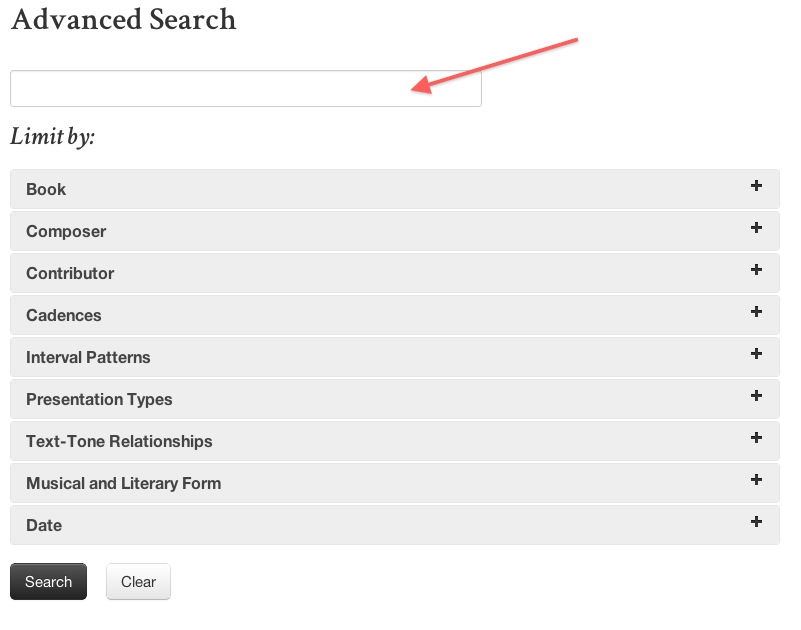 Advanced Search
Limit by:
Book
Composer
Contributor
Cadences
Interval Patterns
Presentation Types
Text-Tone Relationships
Musical and Literary Form
Date
Search Clear